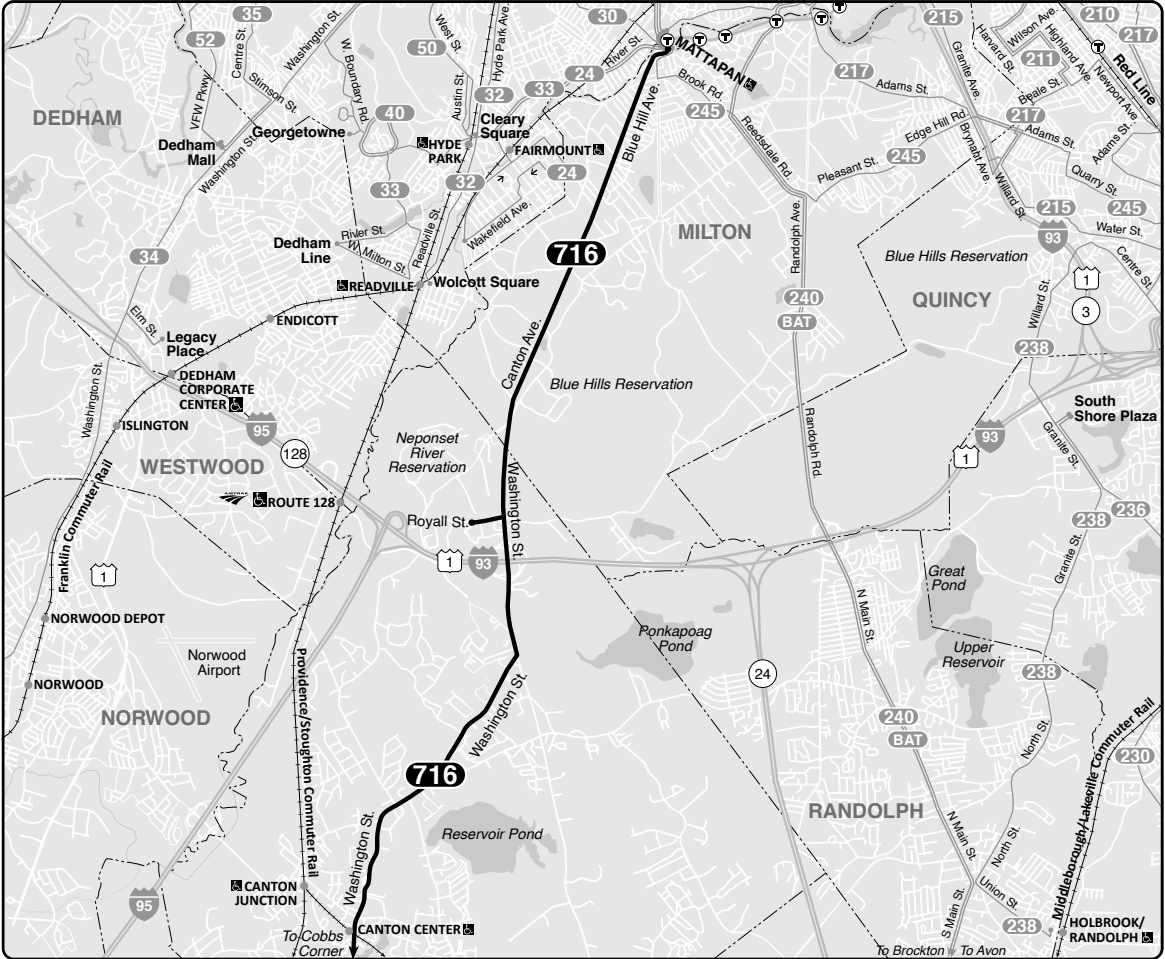 35
30
215
210
52
Centre St.
Washington St.
W. Boundary Rd.
50
West St.
Hyde Park Ave.
River St.
T
T
T
T
T
T
MATTAPAN
Granite Ave.
Harvard St.
Wilson Ave.
Highland Ave.
217
211
T
Red Line
Newport Ave.
VFW Pkwy
Stimson St.
Austin St.
24
33
32
Brook Rd.
245
217
Adams St.
Beale St.
217
DEDHAM
Georgetowne
40
Cleary
Square
Blue Hill Ave.
Reedsdale Rd.
Edge Hill Rd.
Brynabt Ave.
Adams St.
Adams St.
Dedham
Mall
Washington St.
HYDE
PARK
FAIRMOUNT
Pleasant St.
245
Quarry St.
33
32
24
Willard St.
215
245
Wakefield Ave.
Readville St.
River St.
W. Milton St.
Dedham
Line
34
716
MILTON
Randolph Ave.
Blue Hills Reservation
93
Water St.
Centre St.
READVILLE
Wolcott Square
240
BAT
QUINCY
Willard St.
1
3
Elm St.
Legacy
Place
ENDICOTT
238
Washington St.
DEDHAM
CORPORATE
CENTER
Canton Ave.
Blue Hills Reservation
South
Shore Plaza
ISLINGTON
95
128
Neponset
River
Reservation
Randolph Rd.
93
1
Granite St.
WESTWOOD
AMTRAK
ROUTE 128
Royall St.
Washington St.
238
236
Franklin Commuter Rail
1
1
93
Granite St.
Great
Pond
N Main St.
NORWOOD DEPOT
Norwood
Airport
Ponkapoag
Pond
Upper
Reservoir
238
NORWOOD
24
NORWOOD
Providence/Stoughton Commuter Rail
Washington St.
240
BAT
North St.
230
716
Middleborough/Lakeville Commuter Rail
RANDOLPH
Reservoir Pond
Washington St.
N Main St.
North St.
CANTON
JUNCTION
95
Union St.
S Main St.
238
HOLBROOK/
RANDOLPH
CANTON CENTER
To Cobbs
Corner
To Brockton
To Avon